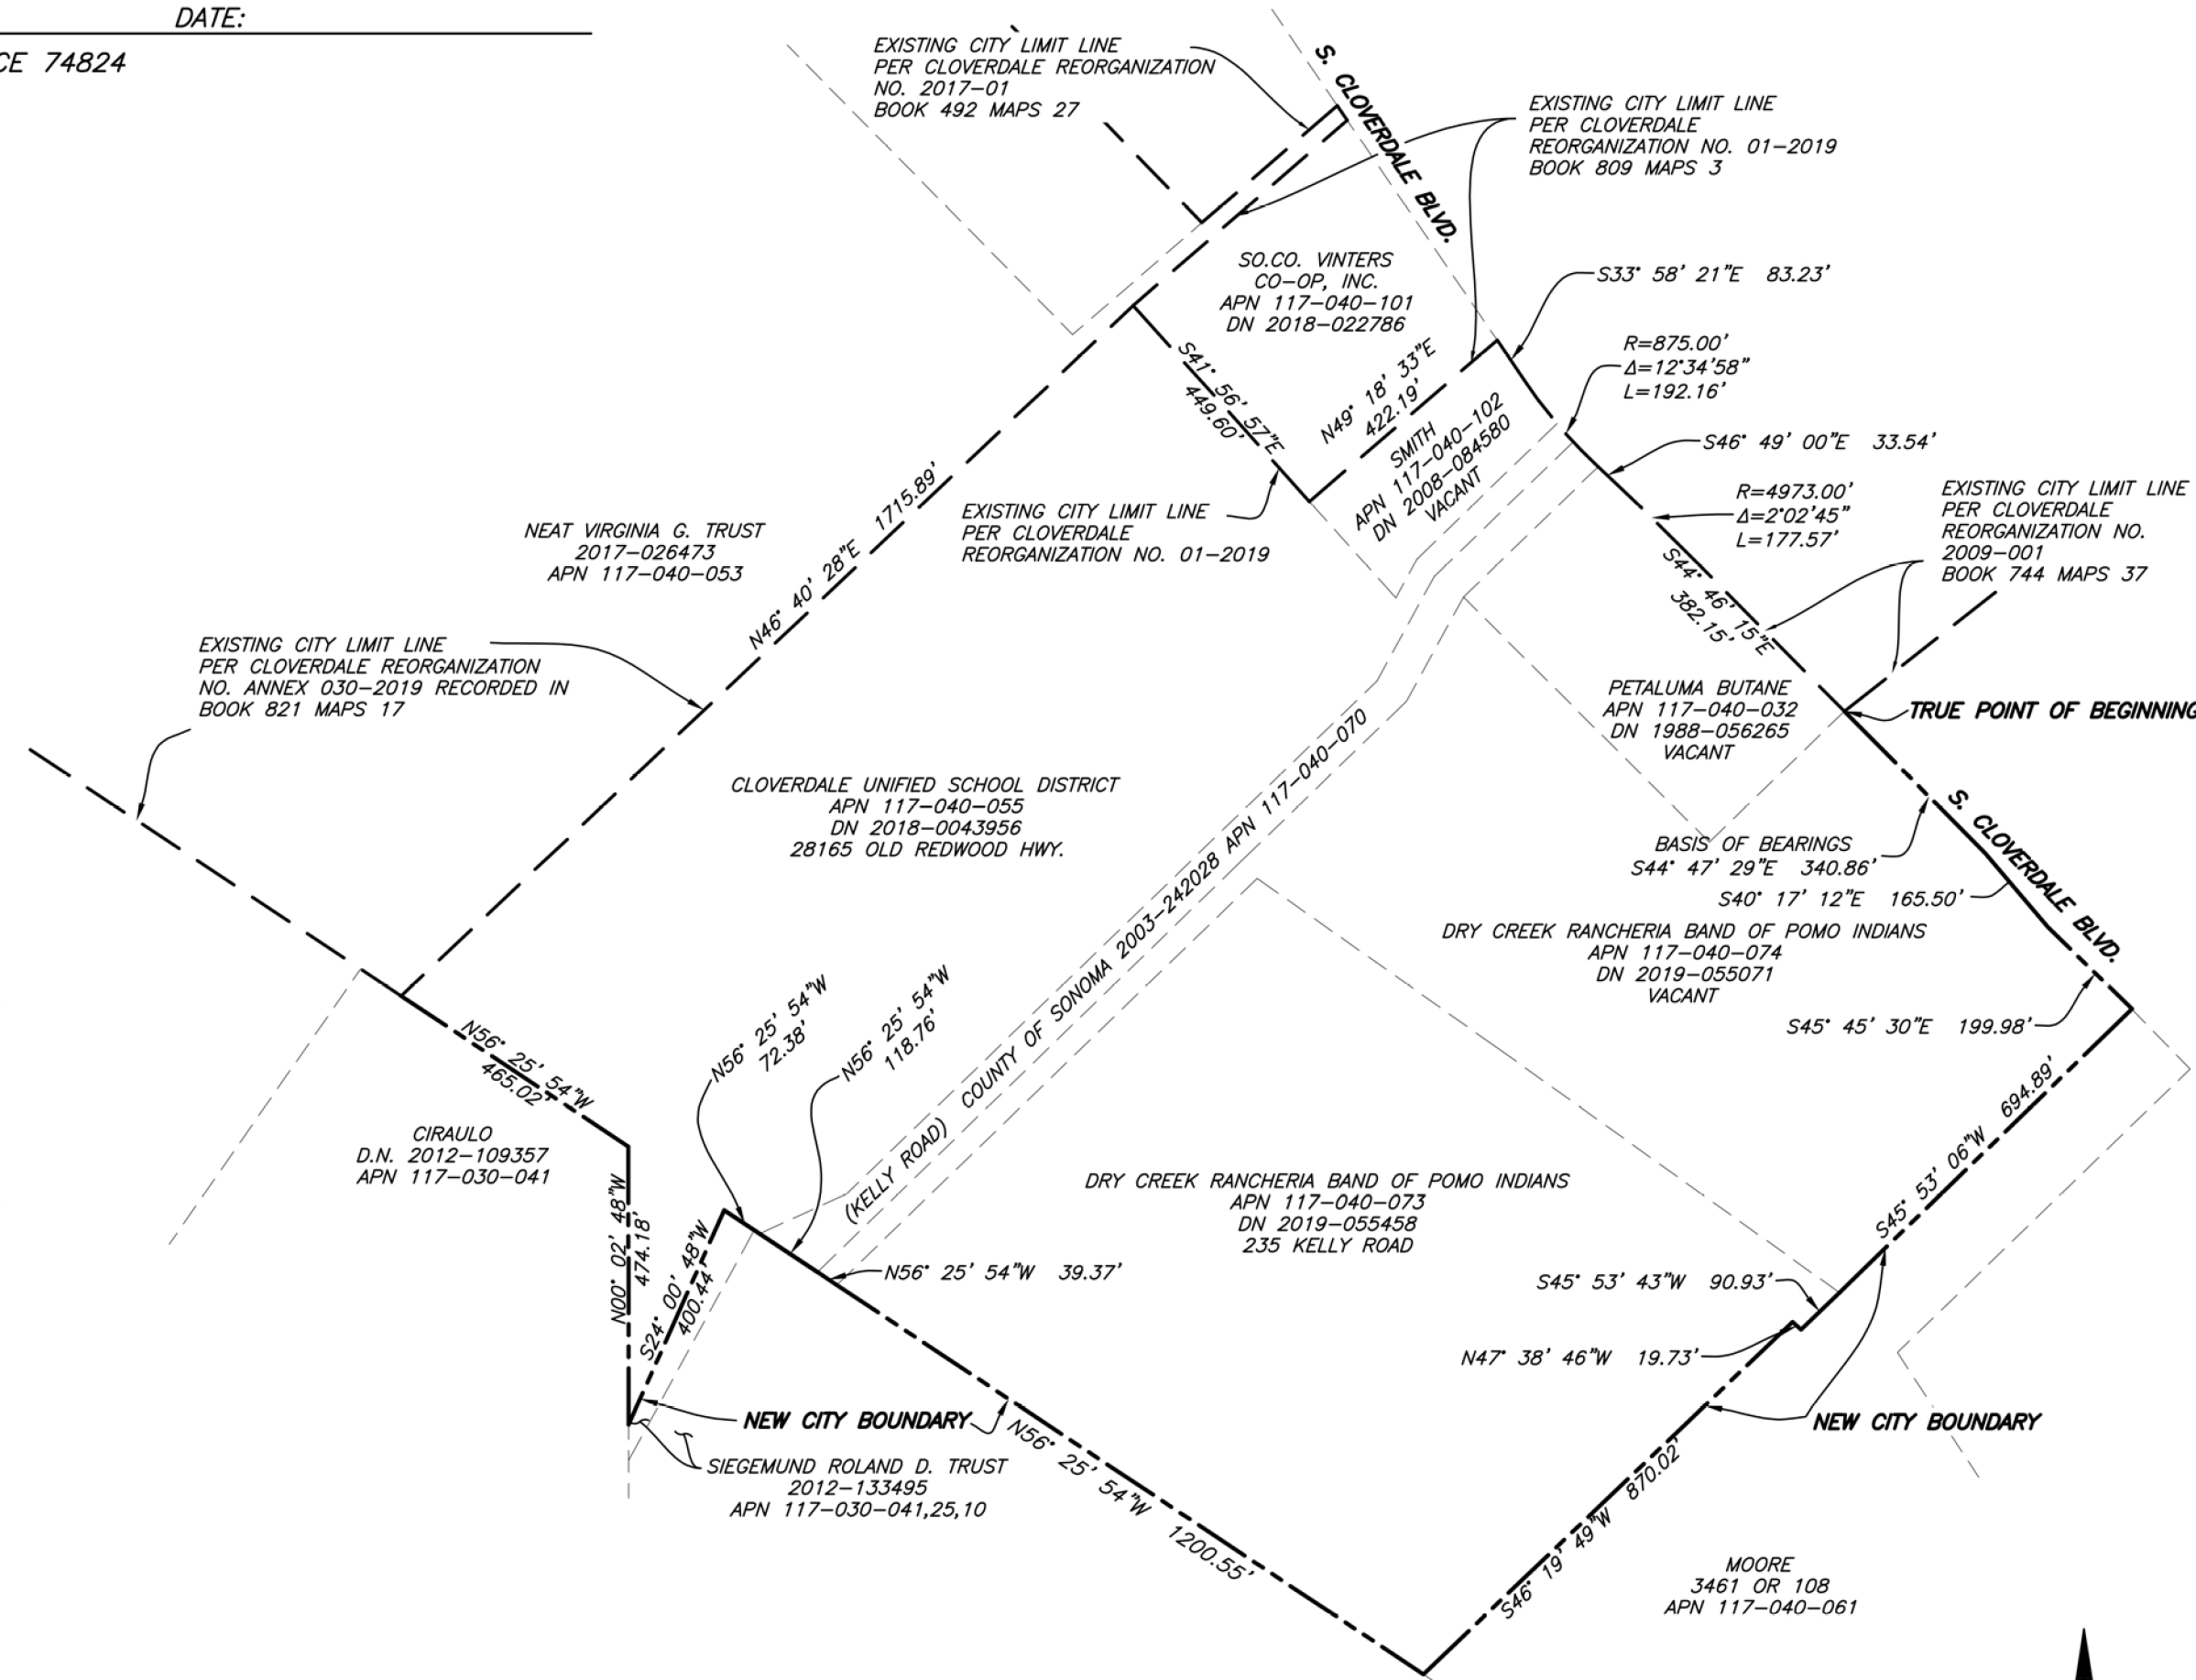 DATE:
CE 74824
EXISTING CITY LIMIT LINE
PER CLOVERDALE REORGANIZATION
NO. 2017-01
BOOK 492 MAPS 27
S. CLOVERDALE BLVD.
EXISTING CITY LIMIT LINE
PER CLOVERDALE
REORGANIZATION NO. 01-2019
BOOK 809 MAPS 3
SO.CO. VINTERS
CO-OP, INC.
APN 117-040-101
DN 2018-022786
S33° 58' 21"E 83.23'
R=875.00'
Δ=12°34'58"
L=192.16'
S41° 56' 57"E
449.60'
N49° 18' 33"E
422.19'
SMITH
APN 117-040-102
DN 2008-084580
VACANT
S46° 49' 00"E 33.54'
R=4973.00'
Δ=2°02'45"
L=177.57'
EXISTING CITY LIMIT LINE
PER CLOVERDALE
REORGANIZATION NO.
2009-001
BOOK 744 MAPS 37
EXISTING CITY LIMIT LINE
PER CLOVERDALE
REORGANIZATION NO. 01-2019
NEAT VIRGINIA G. TRUST
2017-026473
APN 117-040-053
N46° 40' 28"E 1715.89'
S44° 46' 15"E
382.15'
EXISTING CITY LIMIT LINE
PER CLOVERDALE REORGANIZATION
NO. ANNEX 030-2019 RECORDED IN
BOOK 821 MAPS 17
PETALUMA BUTANE
APN 117-040-032
DN 1988-056265
VACANT
TRUE POINT OF BEGINNING
CLOVERDALE UNIFIED SCHOOL DISTRICT
APN 117-040-055
DN 2018-0043956
28165 OLD REDWOOD HWY.
(KELLY ROAD) COUNTY OF SONOMA 2003-242028 APN 117-040-070
BASIS OF BEARINGS
S44° 47' 29"E 340.86'
S40° 17' 12"E 165.50'
S. CLOVERDALE BLVD.
DRY CREEK RANCHERIA BAND OF POMO INDIANS
APN 117-040-074
DN 2019-055071
VACANT
S45° 45' 30"E 199.98'
N56° 25' 54"W
72.38'
N56° 25' 54"W
118.76'
N56° 25' 54"W
465.02'
CIRAULO
D.N. 2012-109357
APN 117-030-041
N00° 02' 48"W
474.18'
S24° 00' 48"W
400.44'
DRY CREEK RANCHERIA BAND OF POMO INDIANS
APN 117-040-073
DN 2019-055458
235 KELLY ROAD
S45° 53' 06"W 694.89'
N56° 25' 54"W 39.37'
S45° 53' 43"W 90.93'
N47° 38' 46"W 19.73'
NEW CITY BOUNDARY
NEW CITY BOUNDARY
SIEGEMUND ROLAND D. TRUST
2012-133495
APN 117-030-041,25,10
N56° 25' 54"W 1200.55'
S46° 19' 49"W 870.02'
MOORE
3461 OR 108
APN 117-040-061